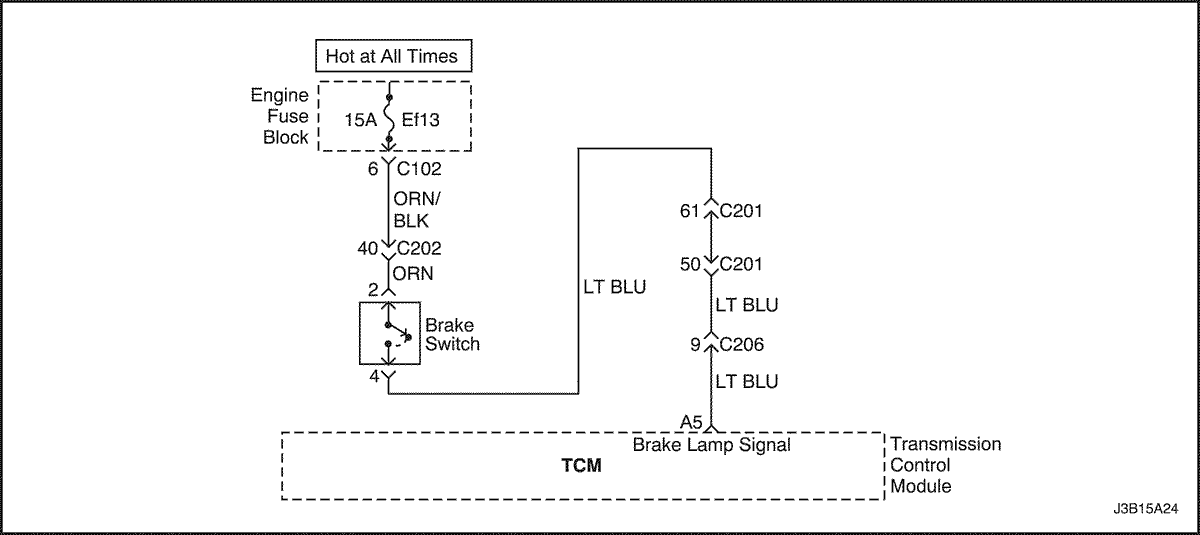 Hot at All Times
Engine
Fuse
Block
15A
Ef13
6
C102
ORN/
BLK
40
C202
ORN
2
Brake
Switch
4
LT BLU
61
C201
50
C201
LT BLU
9
C206
LT BLU
A5
Brake Lamp Signal
TCM
Transmission
Control
Module
J3B15A24